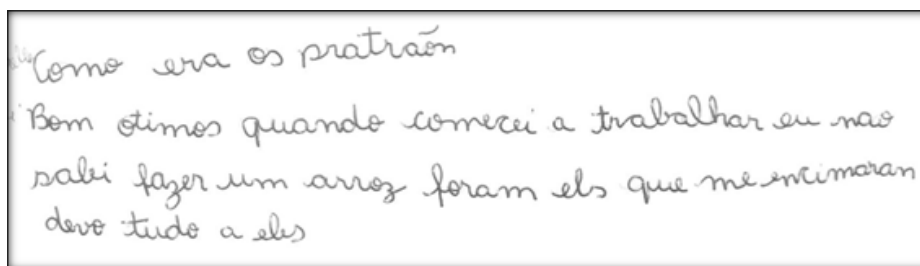 Como era os pratraõn
Bom otimos quando comecei a trabalhar eu nao
sabi fazer um arroz foram els que me encimaran
devo tudo a eles